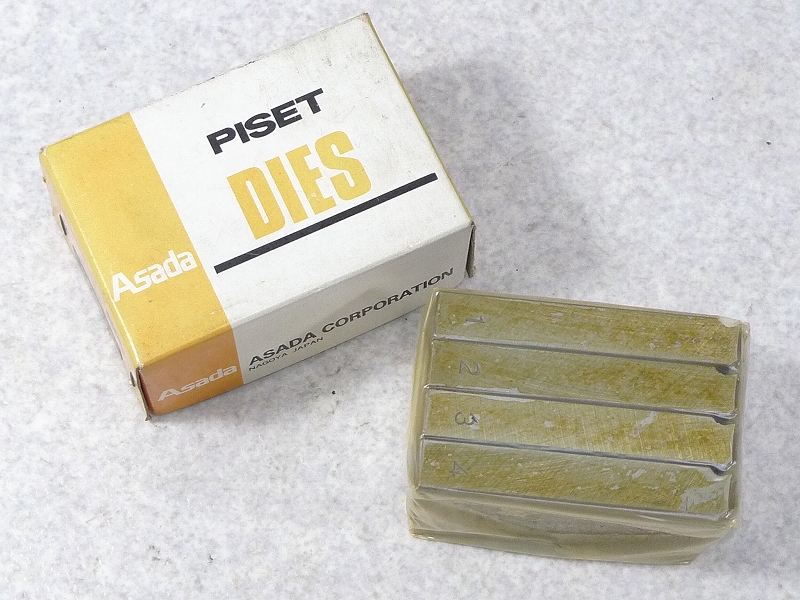 PISET
DIES
Asada
ASADA CORPORATION
NAGOYA JAPAN
Asada
1
2
3
4